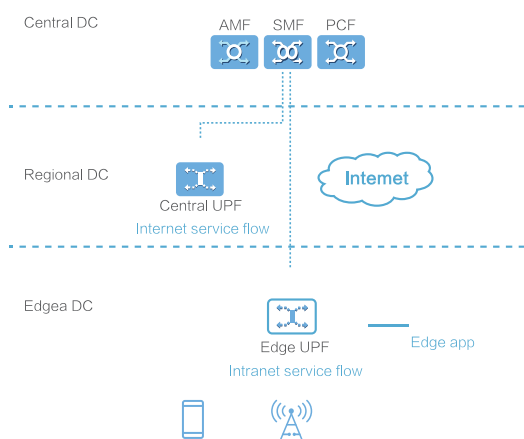 Central DC
AMF SMF PCF
Regional DC
Internet
Central UPF
Internet service flow
Edgea DC
Edge UPF
Edge app
Intranet service flow